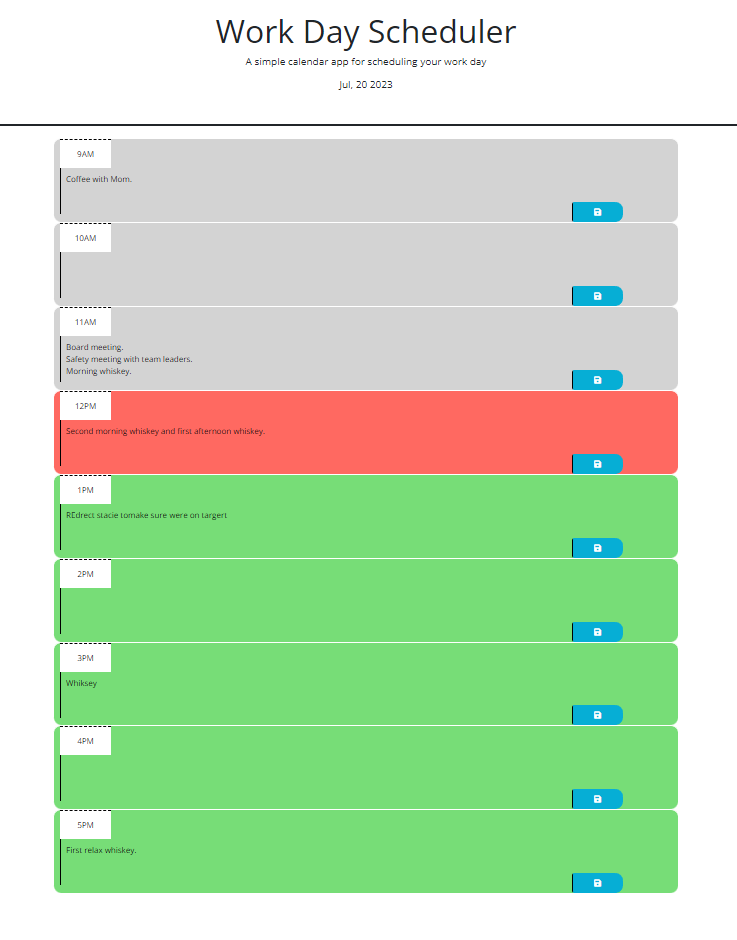 Work Day Scheduler
A simple calendar app for scheduling your work day
Jul, 20 2023
9AM
Coffee with Mom.
10AM
11AM
Board meeting.
Safety meeting with team leaders.
Morning whiskey.
12PM
Second morning whiskey and first afternoon whiskey.
1PM
REdrect stacie tomake sure were on targert
2PM
3PM
Whiksey
4PM
5PM
First relax whiskey.